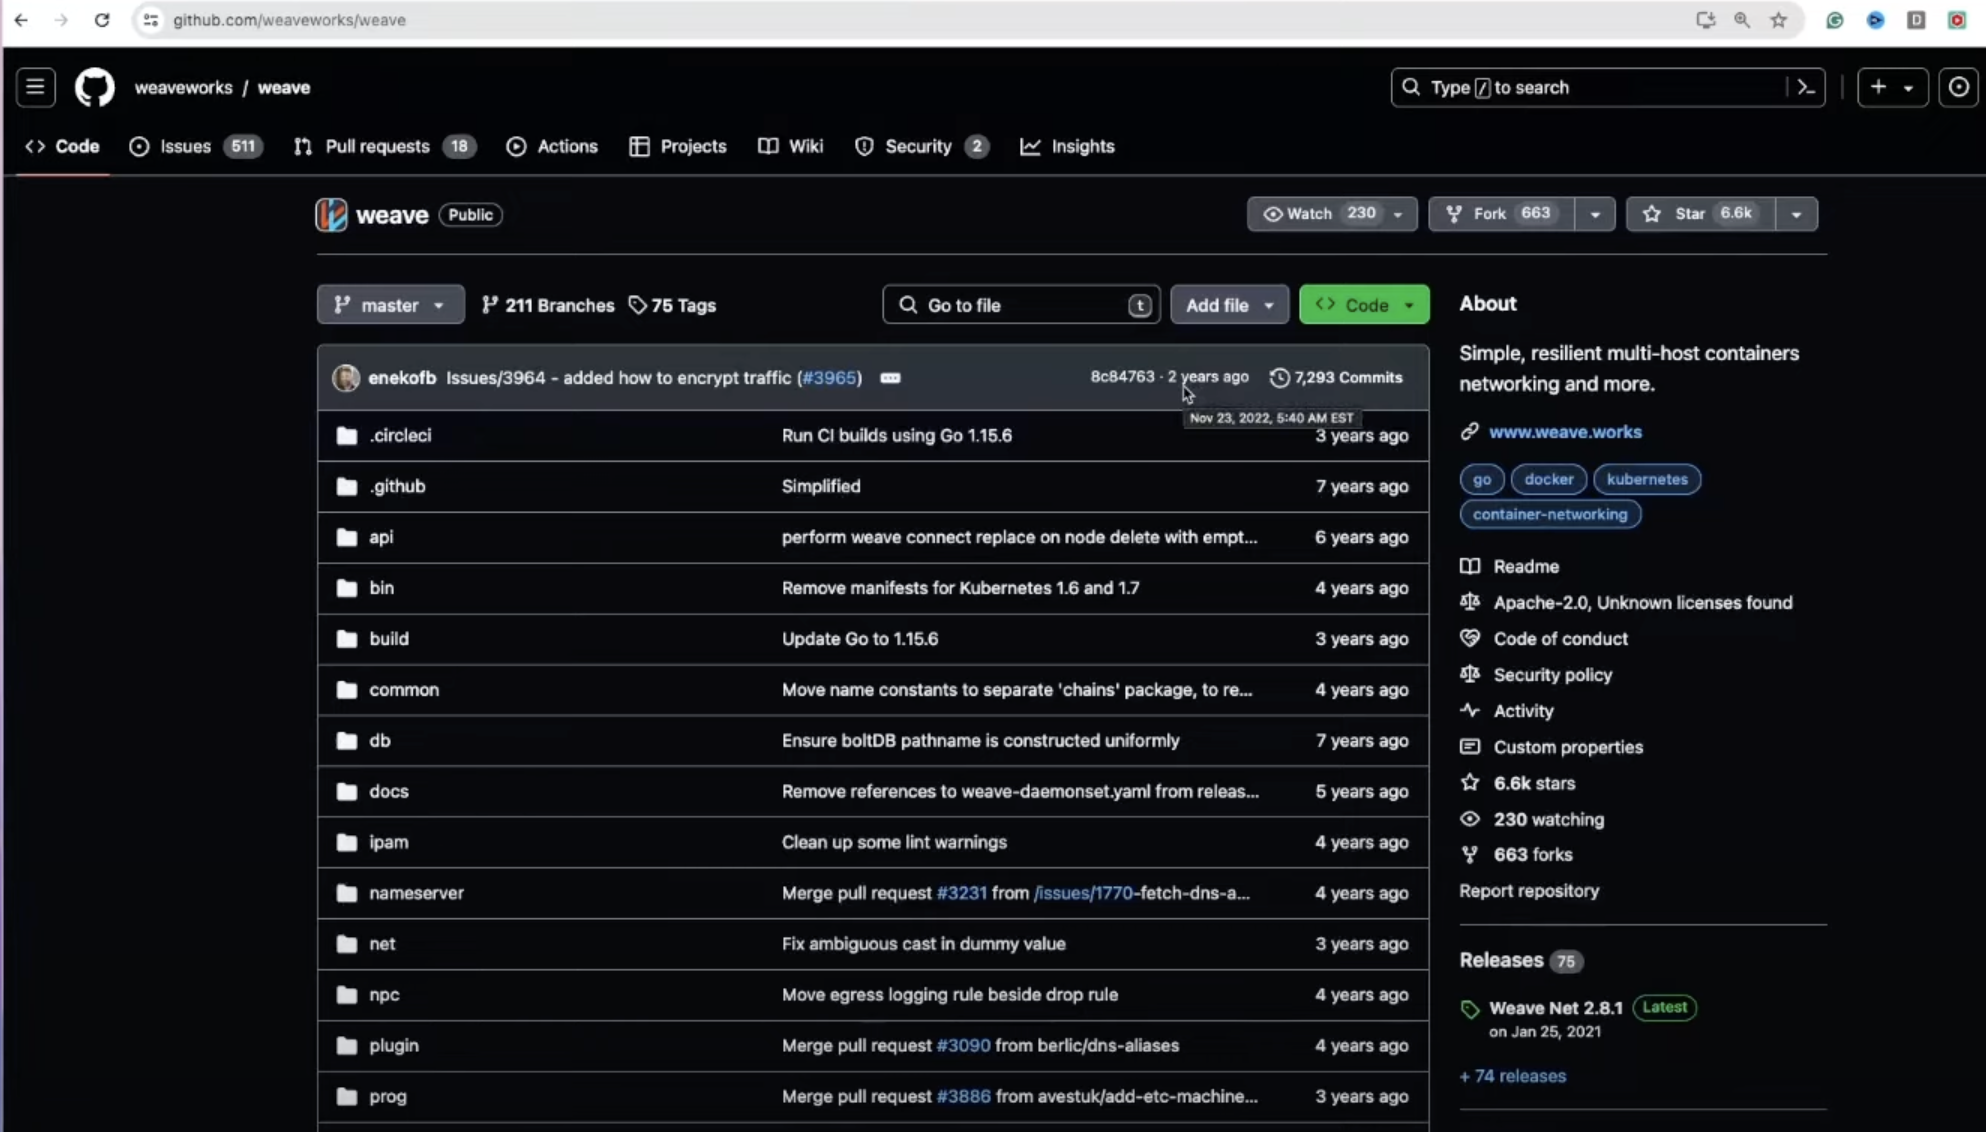 github.com/weaveworks/weave
D
weaveworks / weave
Type / to search
Code Issues 511 Pull requests 18 Actions Projects Wiki Security 2 Insights
weave Public Watch 230 Fork 663 Star 6.6k
master 211 Branches 75 Tags Go to file t Add file Code
enekofb Issues/3964 - added how to encrypt traffic (#3965) 8c84763 · 2 years ago 7,293 Commits
Nov 23, 2022, 5:40 AM EST
.circleci Run CI builds using Go 1.15.6 3 years ago
.github Simplified 7 years ago
api perform weave connect replace on node delete with empt... 6 years ago
bin Remove manifests for Kubernetes 1.6 and 1.7 4 years ago
build Update Go to 1.15.6 3 years ago
common Move name constants to separate 'chains' package, to re... 4 years ago
db Ensure boltDB pathname is constructed uniformly 7 years ago
docs Remove references to weave-daemonset.yaml from releas... 5 years ago
ipam Clean up some lint warnings 4 years ago
nameserver Merge pull request #3231 from /issues/1770-fetch-dns-a... 4 years ago
net Fix ambiguous cast in dummy value 3 years ago
npc Move egress logging rule beside drop rule 4 years ago
plugin Merge pull request #3090 from berlic/dns-aliases 4 years ago
prog Merge pull request #3886 from avestuk/add-etc-machine... 3 years ago
About
Simple, resilient multi-host containers
networking and more.
www.weave.works
go docker kubernetes
container-networking
Readme
Apache-2.0, Unknown licenses found
Code of conduct
Security policy
Activity
Custom properties
6.6k stars
230 watching
663 forks
Report repository
Releases 75
Weave Net 2.8.1 Latest
on Jan 25, 2021
+ 74 releases